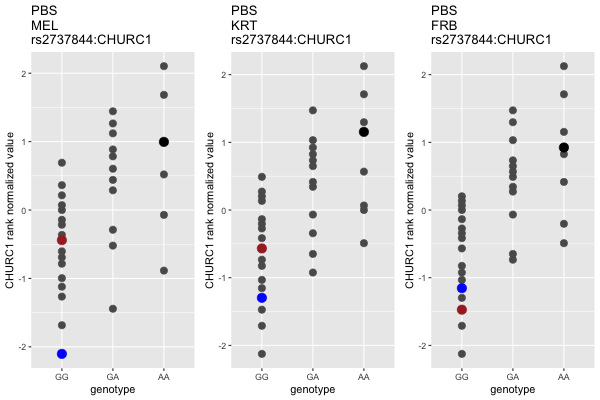 PBS
MEL
rs2737844:CHURC1
CHURC1 rank normalized value
2
1
0
-1
-2
GG
GA
AA
genotype
PBS
KRT
rs2737844:CHURC1
CHURC1 rank normalized value
2
1
0
-1
-2
GG
GA
AA
genotype
PBS
FRB
rs2737844:CHURC1
CHURC1 rank normalized value
2
1
0
-1
-2
GG
GA
AA
genotype